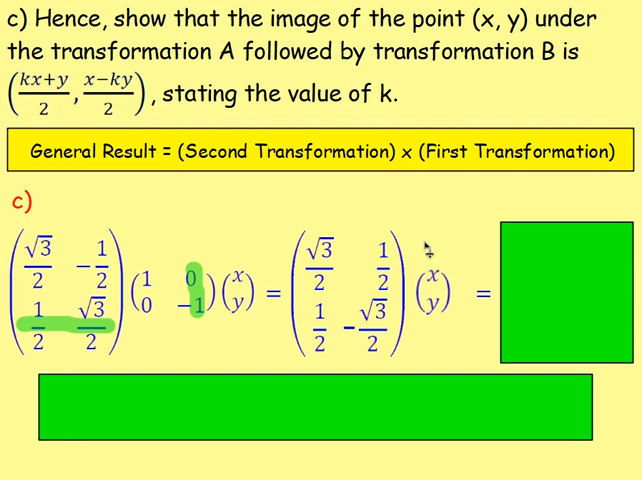 c) Hence, show that the image of the point (x, y) under
the transformation A followed by transformation B is
((kx+y)/2, (x−ky)/2), stating the value of k.
General Result = (Second Transformation) x (First Transformation)
c)
(√3/2 −1/2; 1/2 √3/2) (1 0; 0 −1) (x; y) = (√3/2 1/2; 1/2 −√3/2) (x; y) =